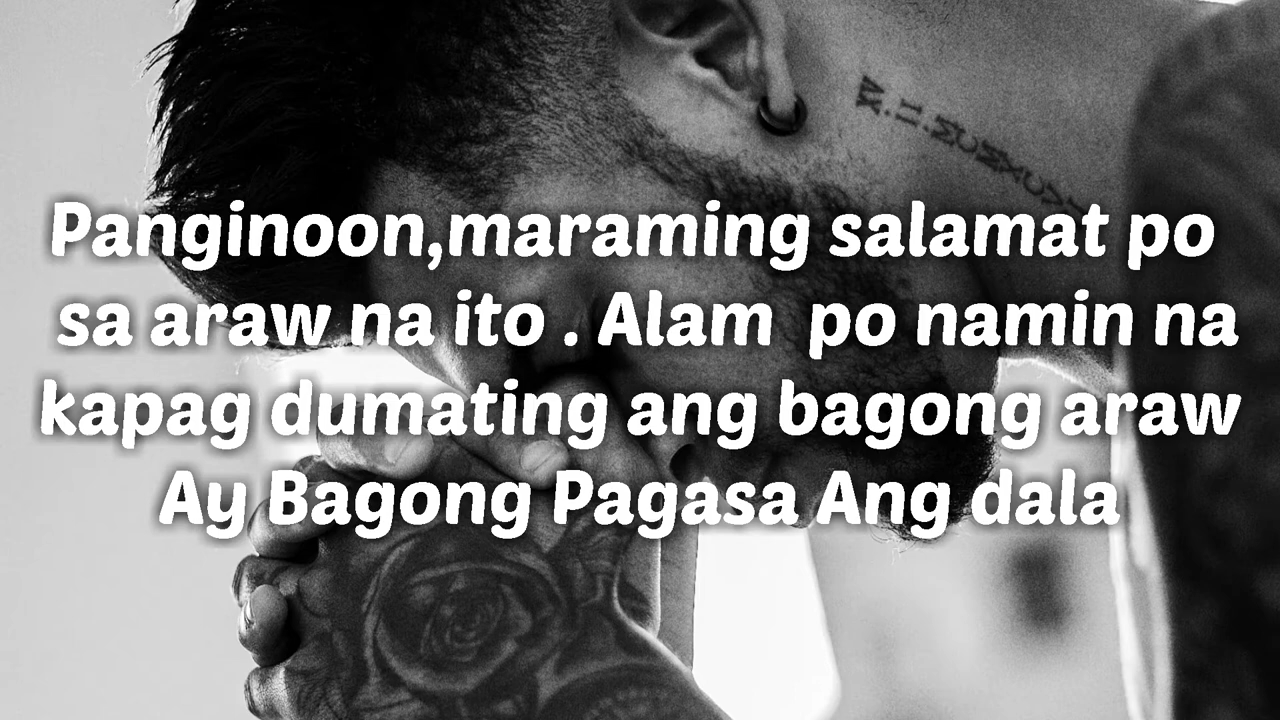 Panginoon,maraming salamat po
sa araw na ito . Alam po namin na
kapag dumating ang bagong araw
Ay Bagong Pagasa Ang dala